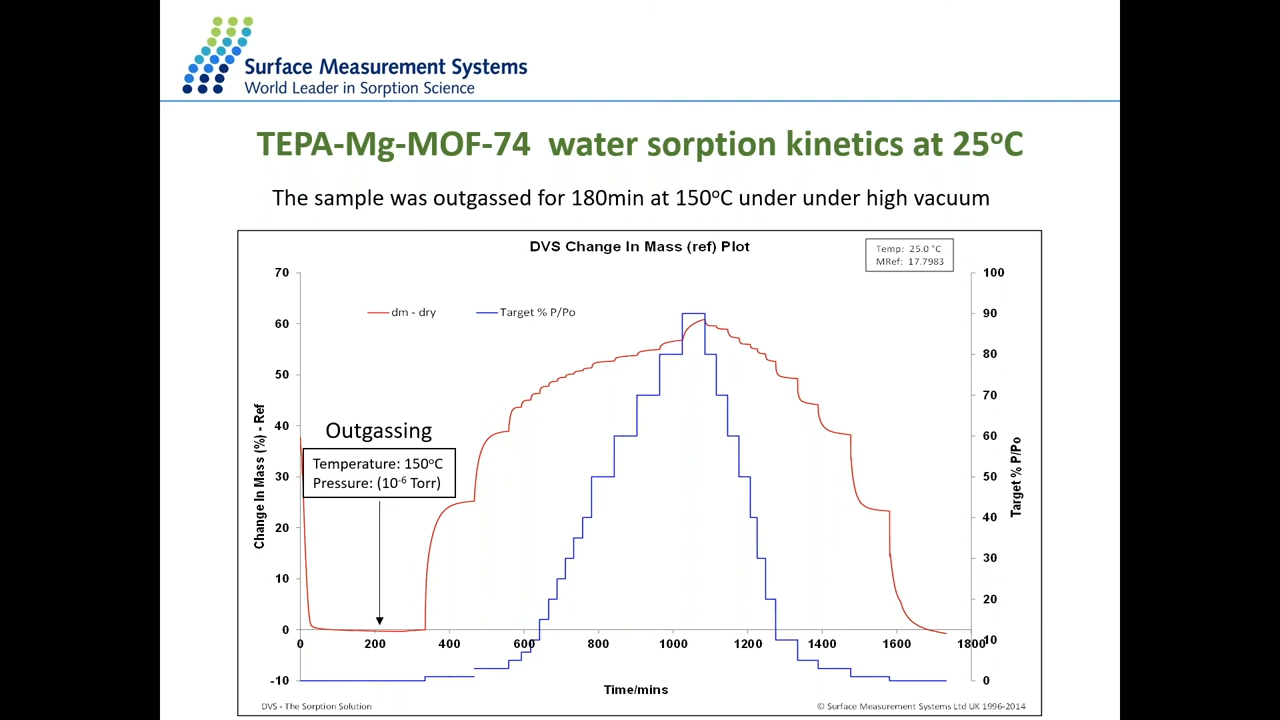 Surface Measurement Systems
World Leader in Sorption Science
TEPA-Mg-MOF-74 water sorption kinetics at 25°C
The sample was outgassed for 180min at 150°C under under high vacuum
DVS Change In Mass (ref) Plot
Temp: 25.0 °C
MRef: 17.7983
dm - dry
Target % P/Po
Change In Mass (%) - Ref
70
60
50
40
30
20
10
0
-10
100
90
80
70
60
50
40
30
20
10
0
Target % P/Po
Outgassing
Temperature: 150°C
Pressure: (10⁻⁶ Torr)
0 200 400 600 800 1000 1200 1400 1600 1800
Time/mins
DVS - The Sorption Solution
© Surface Measurement Systems Ltd UK 1996-2014